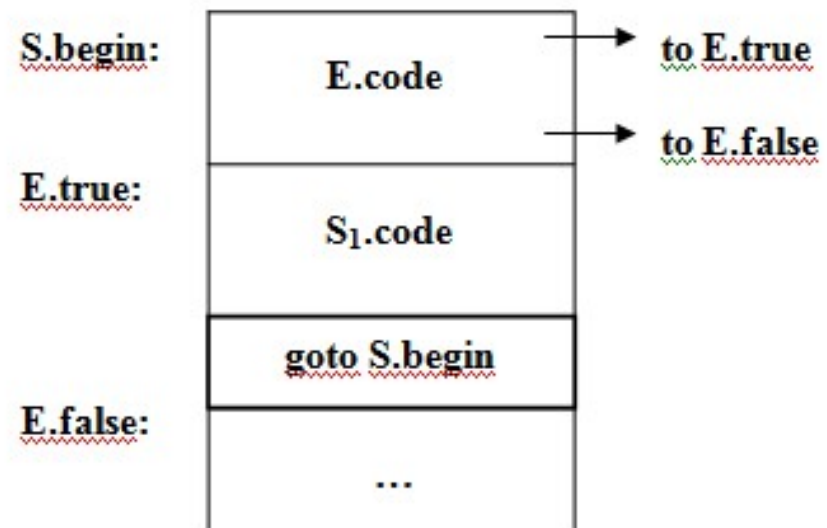 S.begin:
E.code
to E.true
to E.false
E.true:
S₁.code
goto S.begin
E.false:
...